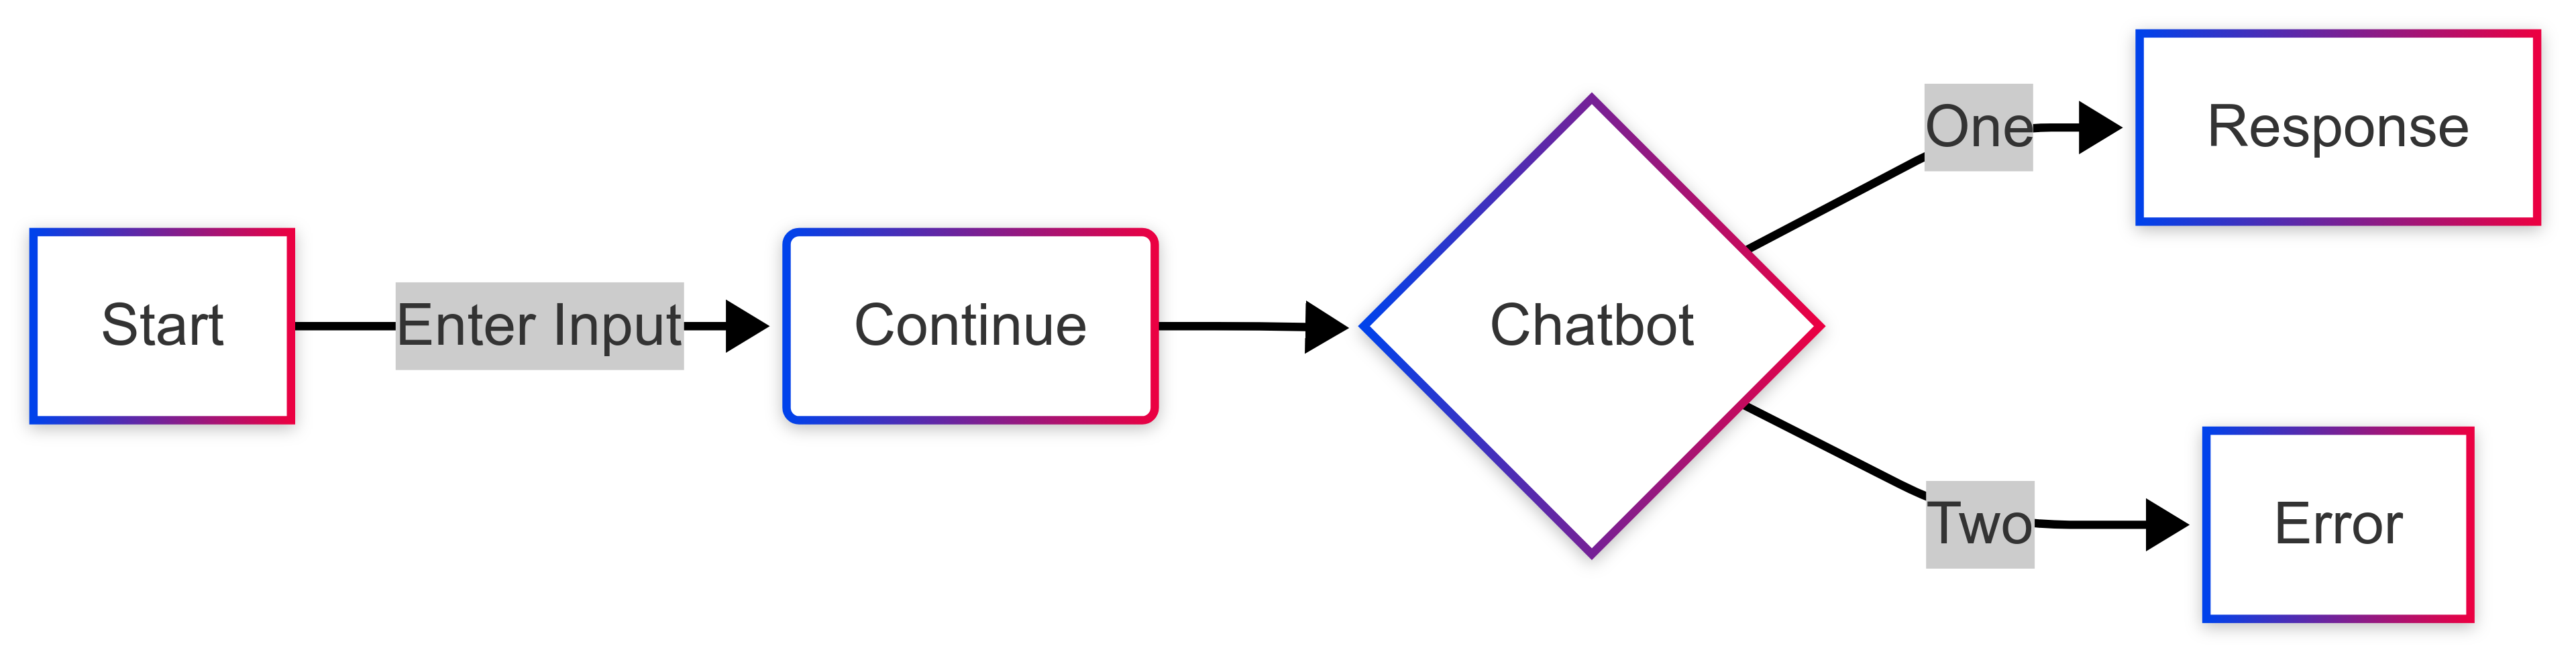 Start
Enter Input
Continue
Chatbot
One
Response
Two
Error